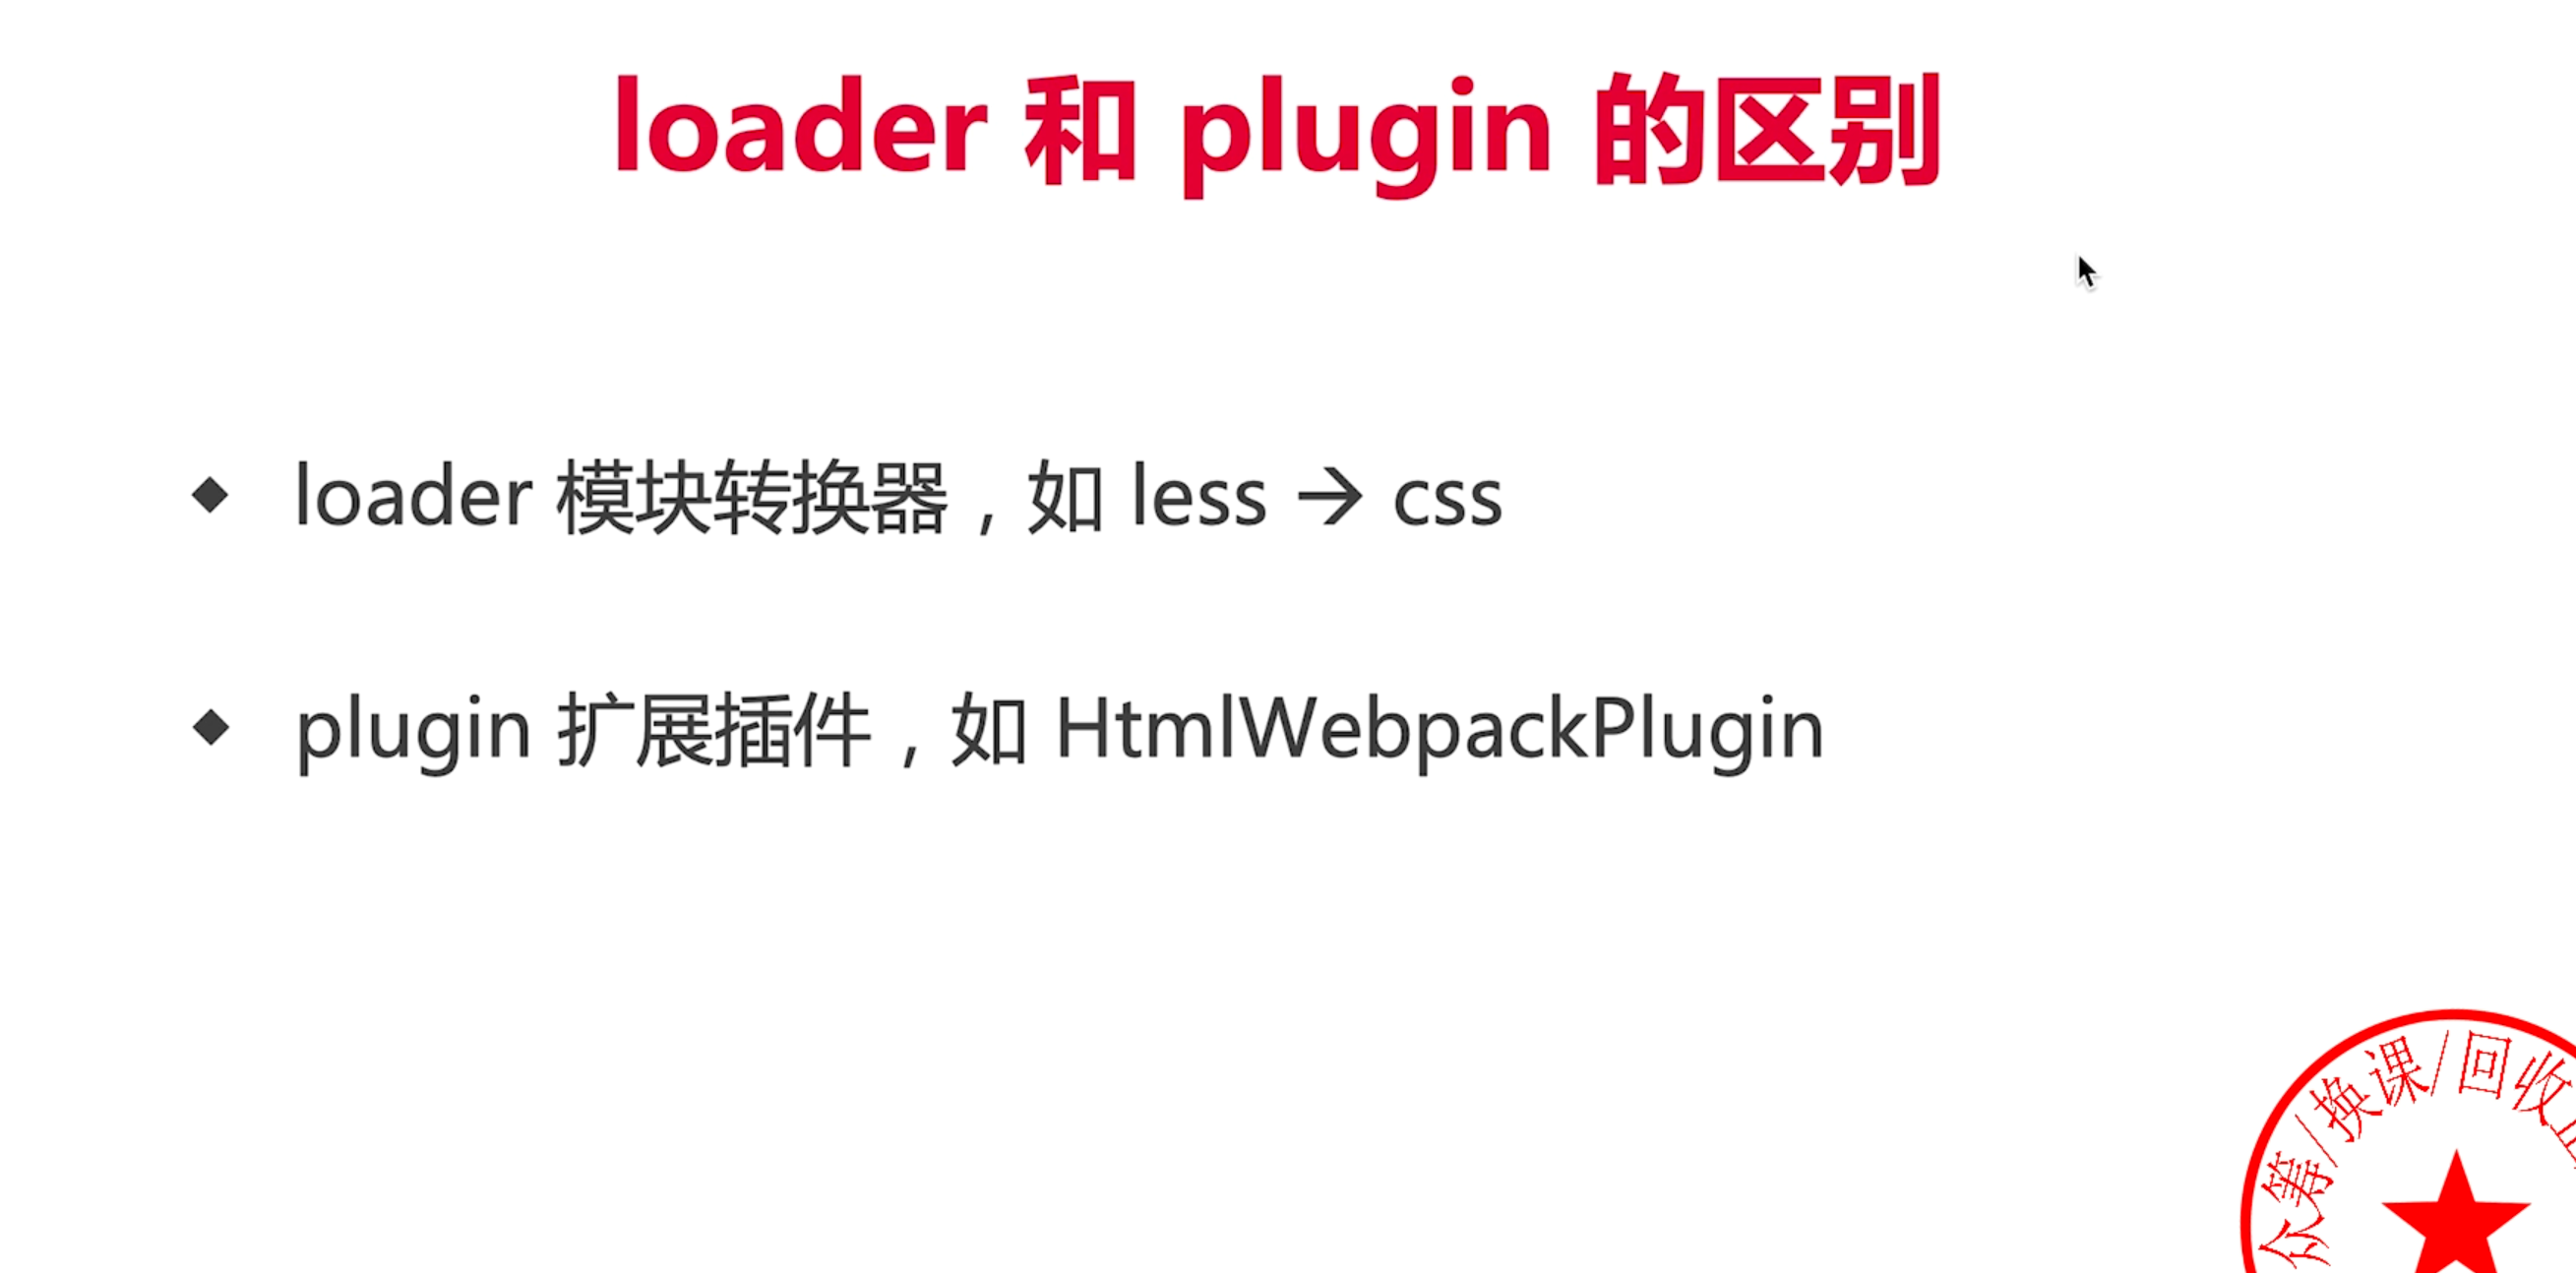 loader 和 plugin 的区别
loader 模块转换器，如 less → css
plugin 扩展插件，如 HtmlWebpackPlugin
众筹/换课/回收